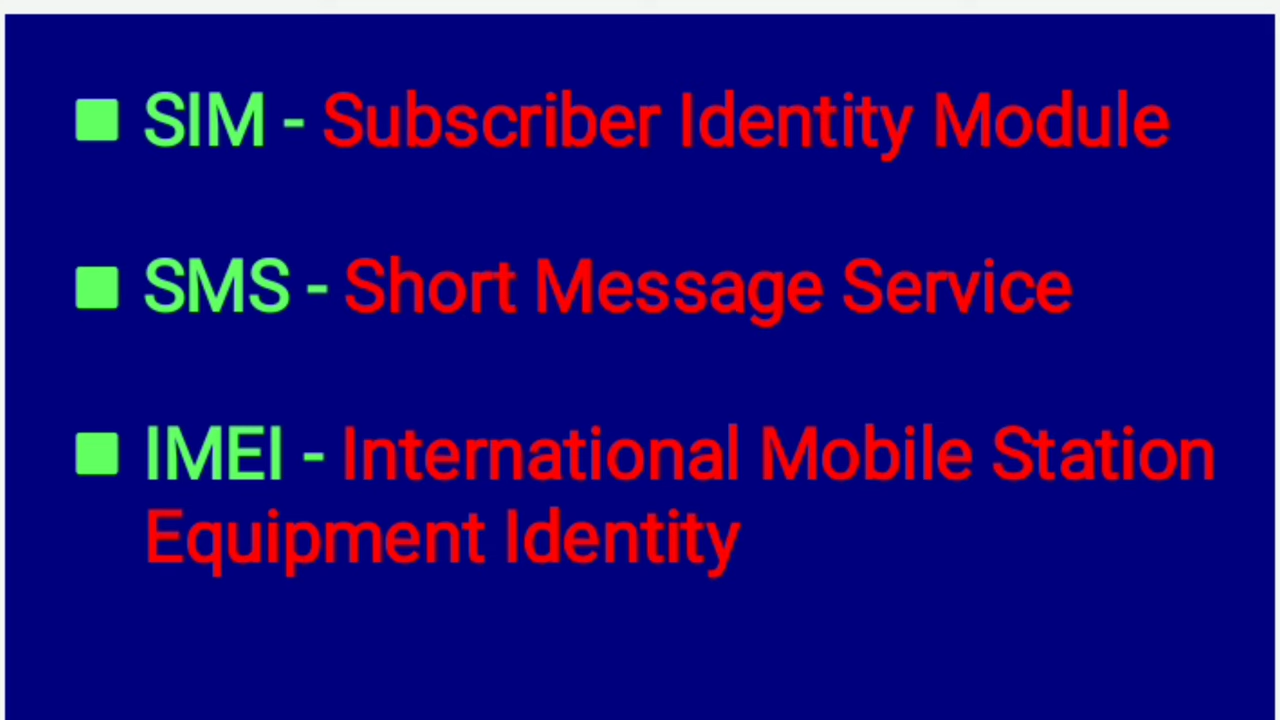 SIM - Subscriber Identity Module
SMS - Short Message Service
IMEI - International Mobile Station
Equipment Identity